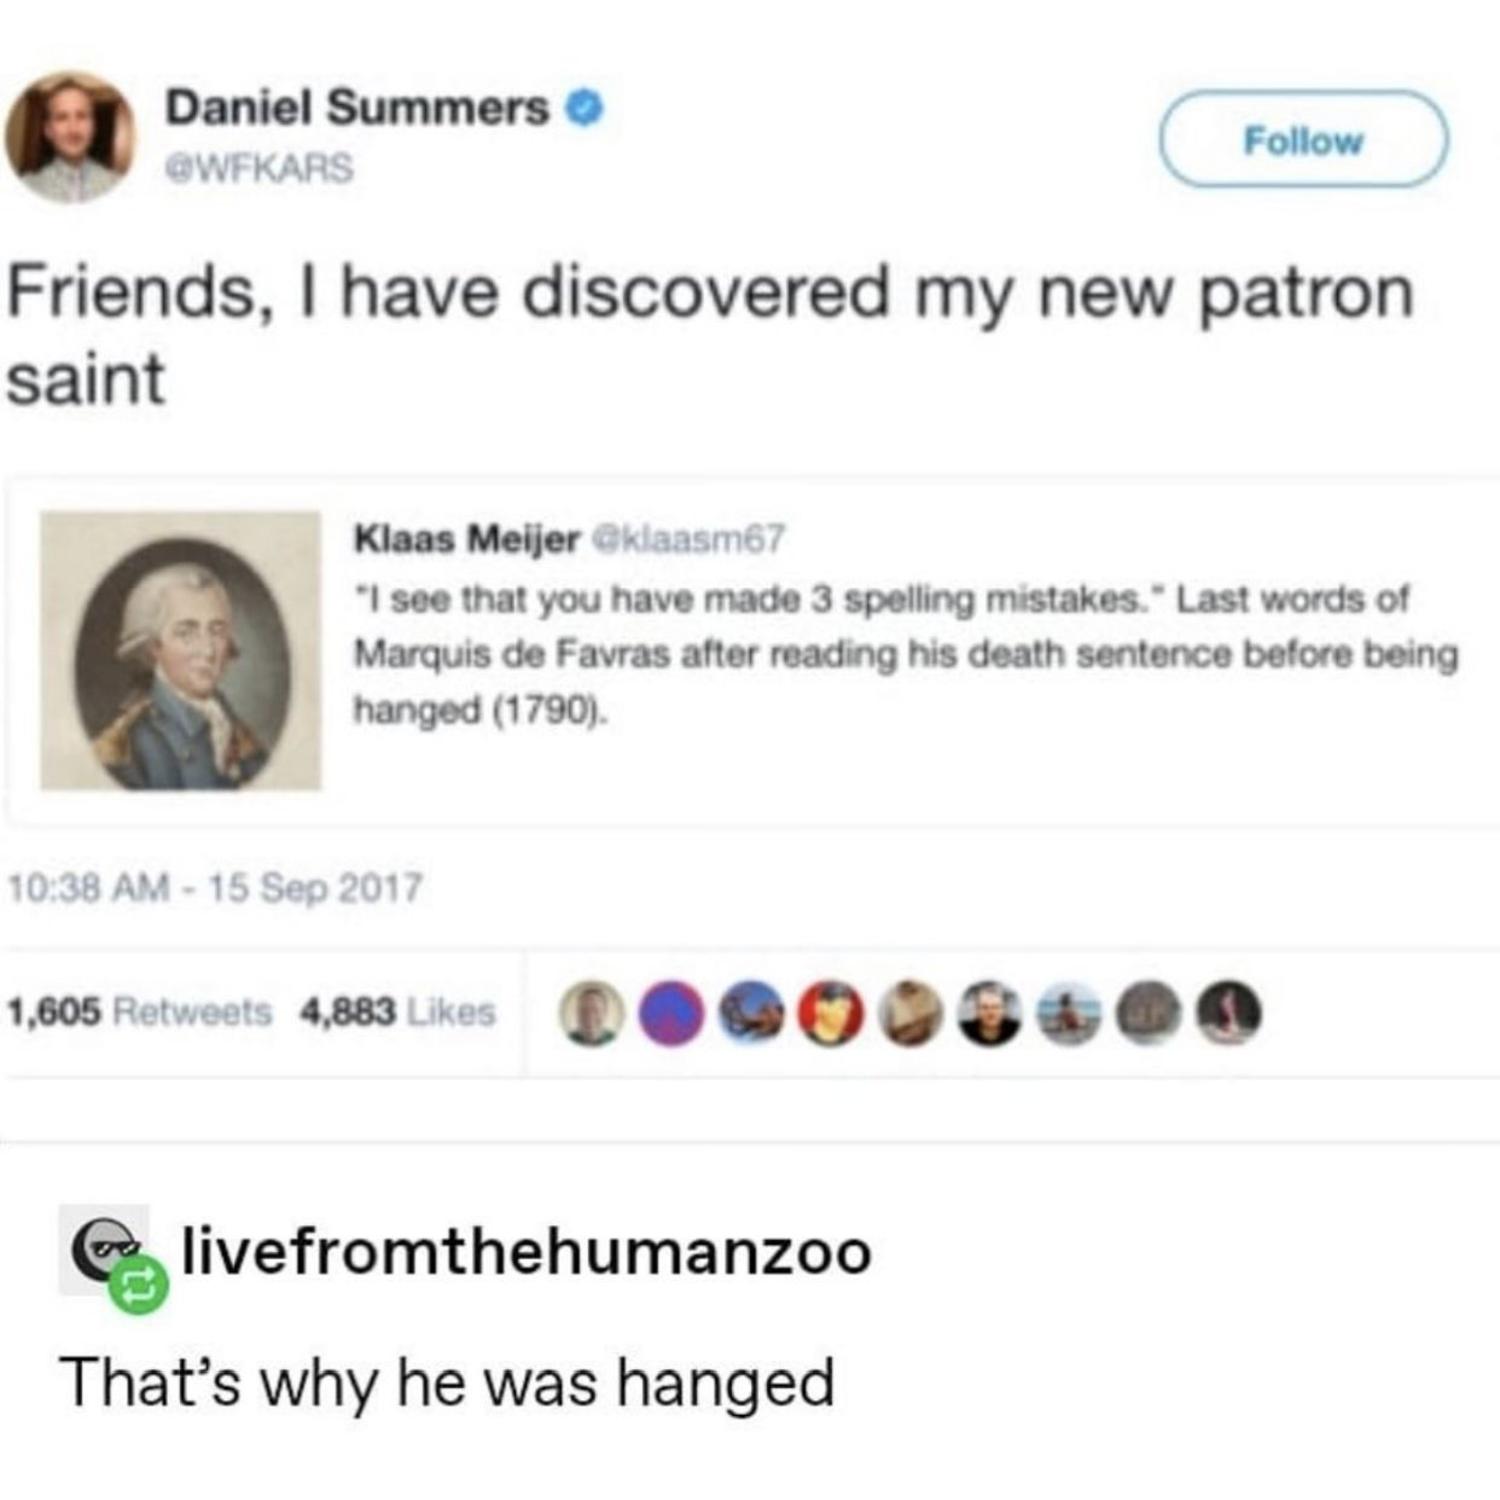 Daniel Summers
@WFKARS
Follow
Friends, I have discovered my new patron
saint
Klaas Meijer @klaasm67
"I see that you have made 3 spelling mistakes." Last words of
Marquis de Favras after reading his death sentence before being
hanged (1790).
10:38 AM - 15 Sep 2017
1,605 Retweets 4,883 Likes
livefromthehumanzoo
That's why he was hanged